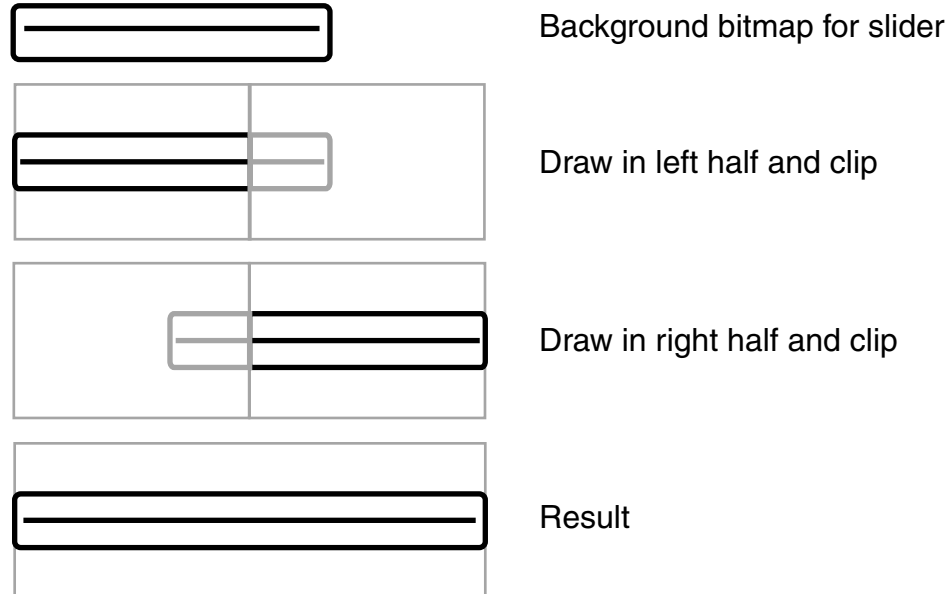 Background bitmap for slider
Draw in left half and clip
Draw in right half and clip
Result